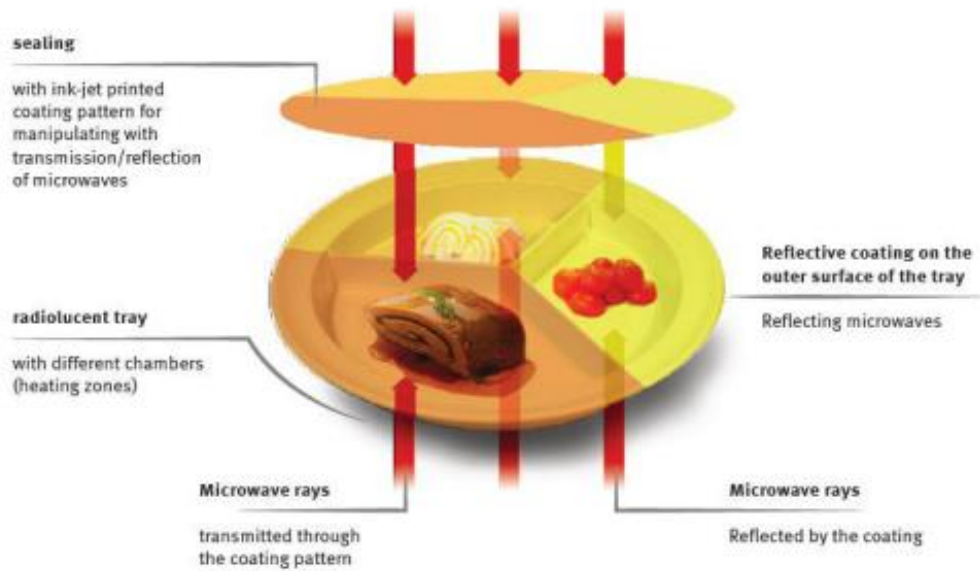 sealing
with ink-jet printed
coating pattern for
manipulating with
transmission/reflection
of microwaves
Reflective coating on the
outer surface of the tray
Reflecting microwaves
radiolucent tray
with different chambers
(heating zones)
Microwave rays
transmitted through
the coating pattern
Microwave rays
Reflected by the coating